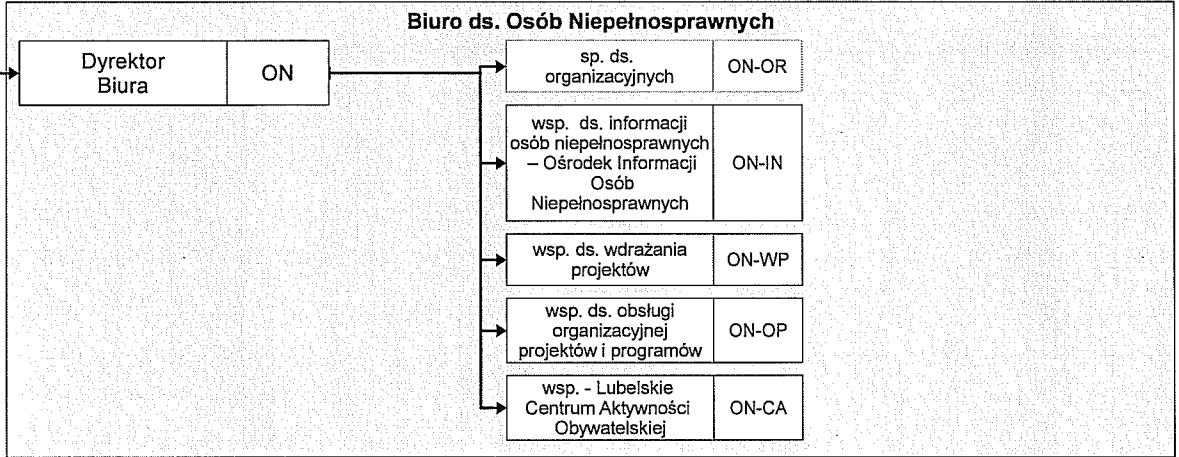 Biuro ds. Osób Niepełnosprawnych
Dyrektor
Biura
ON
sp. ds.
organizacyjnych
ON-OR
wsp. ds. informacji
osób niepełnosprawnych
– Ośrodek Informacji
Osób
Niepełnosprawnych
ON-IN
wsp. ds. wdrażania
projektów
ON-WP
wsp. ds. obsługi
organizacyjnej
projektów i programów
ON-OP
wsp. - Lubelskie
Centrum Aktywności
Obywatelskiej
ON-CA